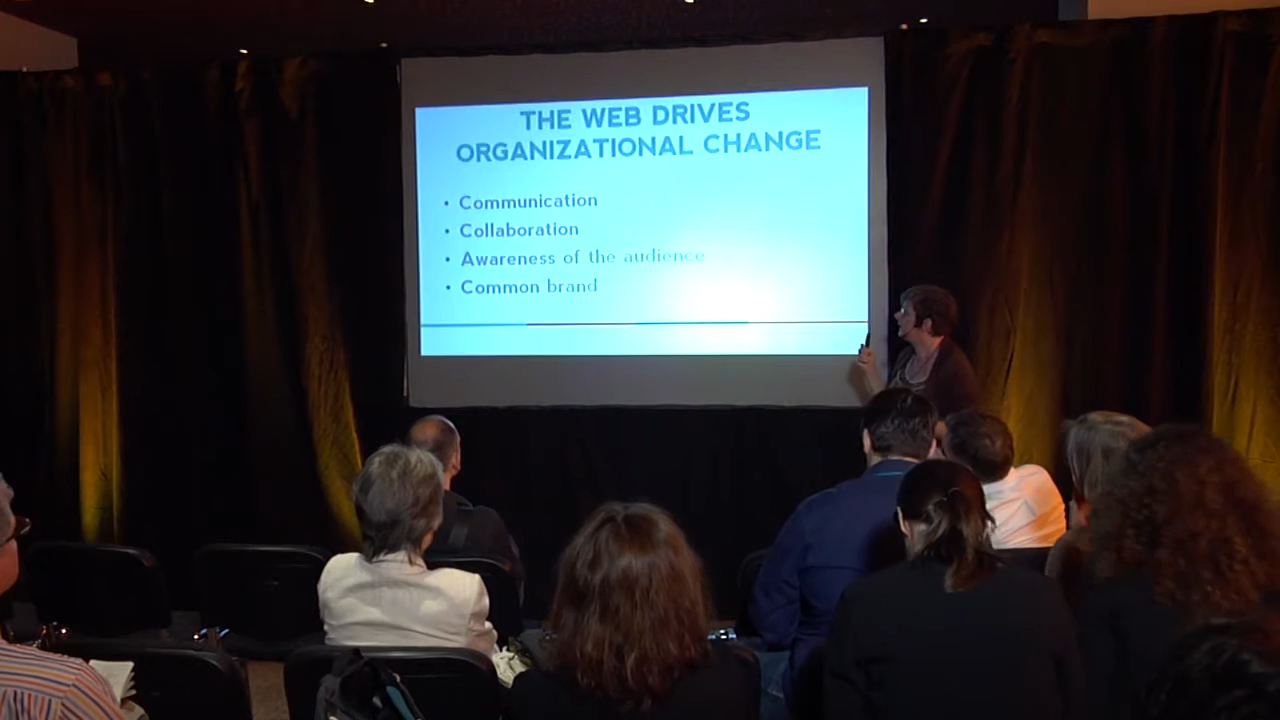 THE WEB DRIVES
ORGANIZATIONAL CHANGE
• Communication
• Collaboration
• Awareness of the audience
• Common brand